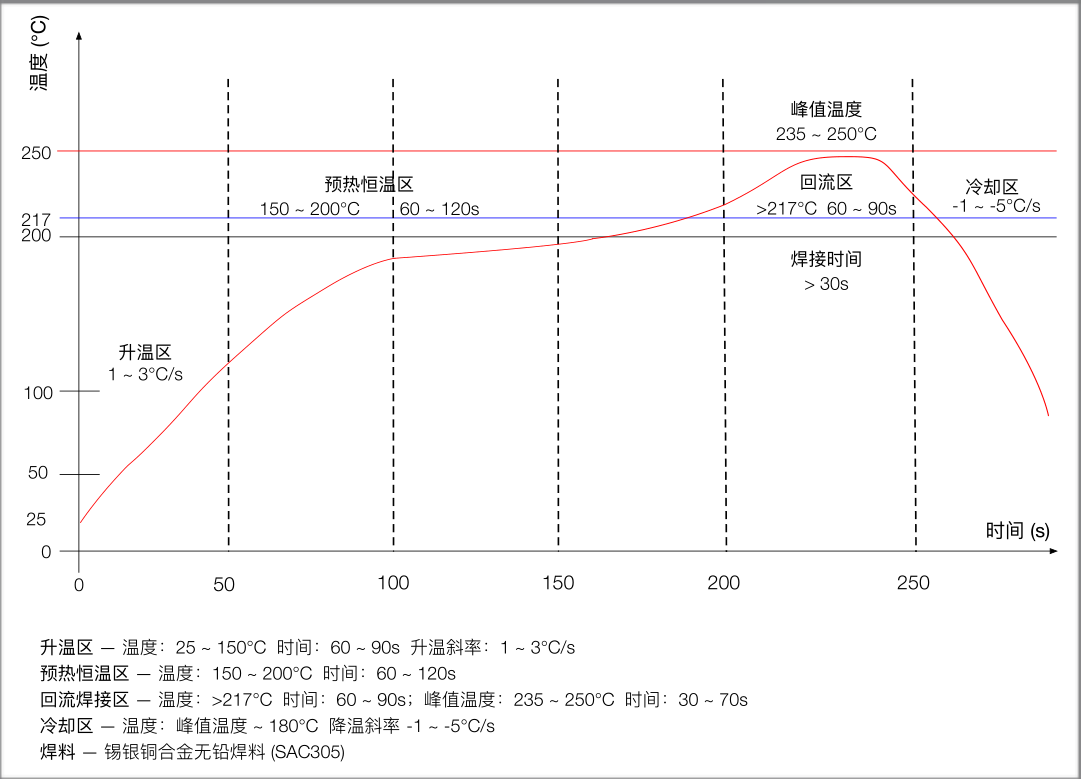 温度 (℃)
峰值温度
235 ~ 250℃
250
预热恒温区
回流区
冷却区
150 ~ 200℃
60 ~ 120s
>217℃ 60 ~ 90s
-1 ~ -5℃/s
217
200
焊接时间
> 30s
升温区
1 ~ 3℃/s
100
50
25
时间 (s)
0
0
50
100
150
200
250
升温区 — 温度：25 ~ 150℃ 时间：60 ~ 90s 升温斜率：1 ~ 3℃/s
预热恒温区 — 温度：150 ~ 200℃ 时间：60 ~ 120s
回流焊接区 — 温度：>217℃ 时间：60 ~ 90s；峰值温度：235 ~ 250℃ 时间：30 ~ 70s
冷却区 — 温度：峰值温度 ~ 180℃ 降温斜率 -1 ~ -5℃/s
焊料 — 锡银铜合金无铅焊料 (SAC305)